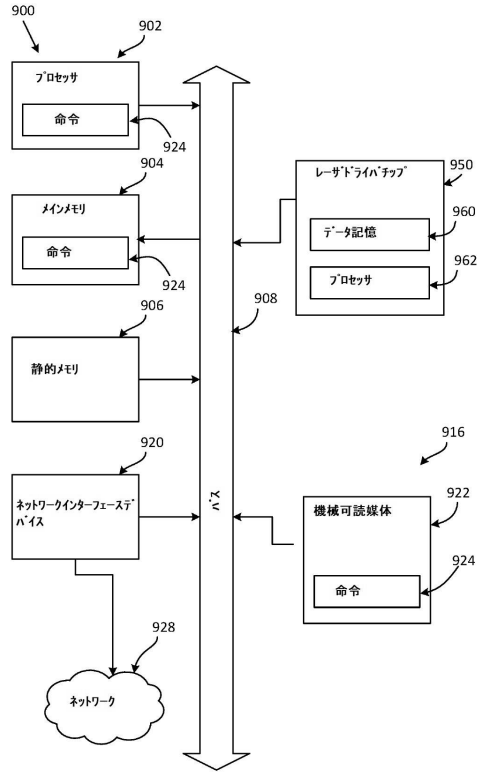 900
902
プロセッサ
命令
924
904
メインメモリ
命令
924
906
静的メモリ
920
ネットワークインターフェースデ
バイス
928
ネットワーク
908
バス
950
レーザドライバチップ
データ記憶
960
プロセッサ
962
916
機械可読媒体
922
命令
924